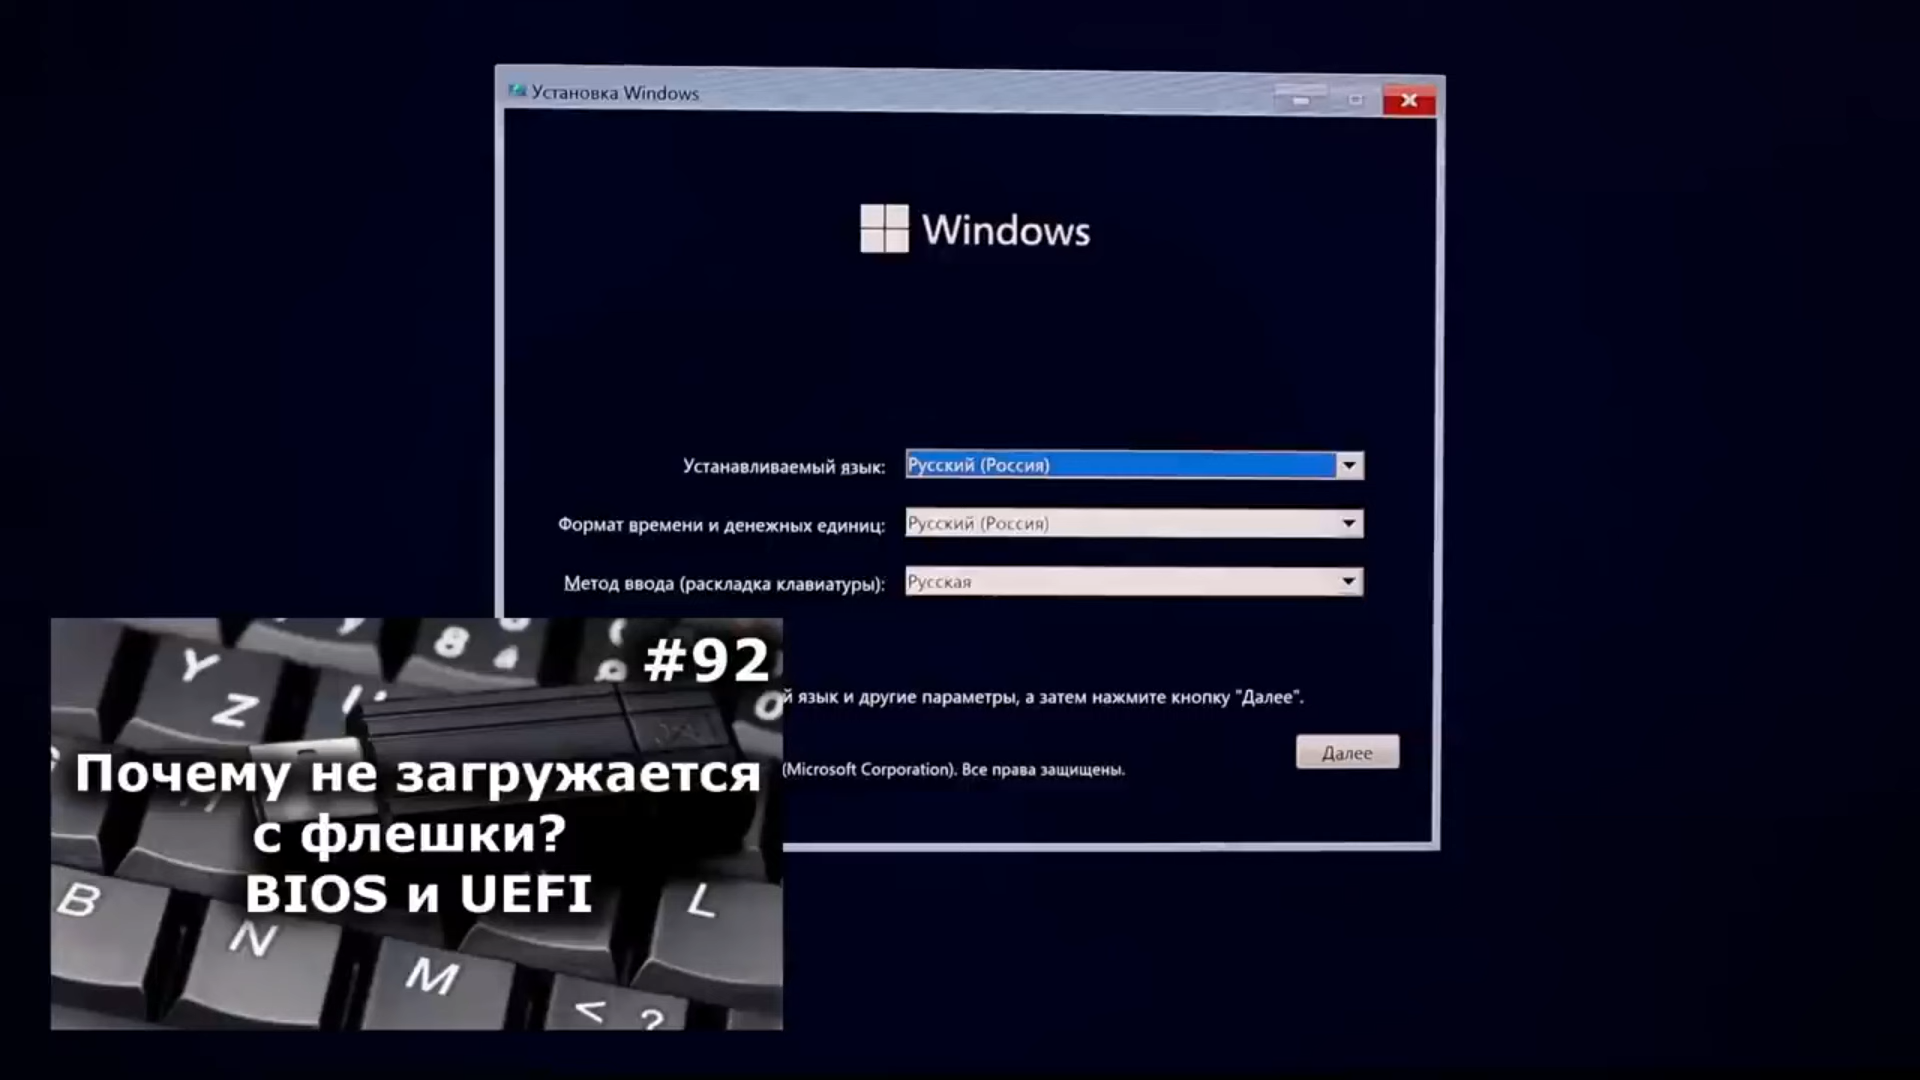 Установка Windows
Windows
Устанавливаемый язык: Русский (Россия)
Формат времени и денежных единиц: Русский (Россия)
Метод ввода (раскладка клавиатуры): Русская
язык и другие параметры, а затем нажмите кнопку "Далее".
(Microsoft Corporation). Все права защищены.
Далее
#92
Почему не загружается
с флешки?
BIOS и UEFI
Y
Z
8
4
B
N
M
L
<
?